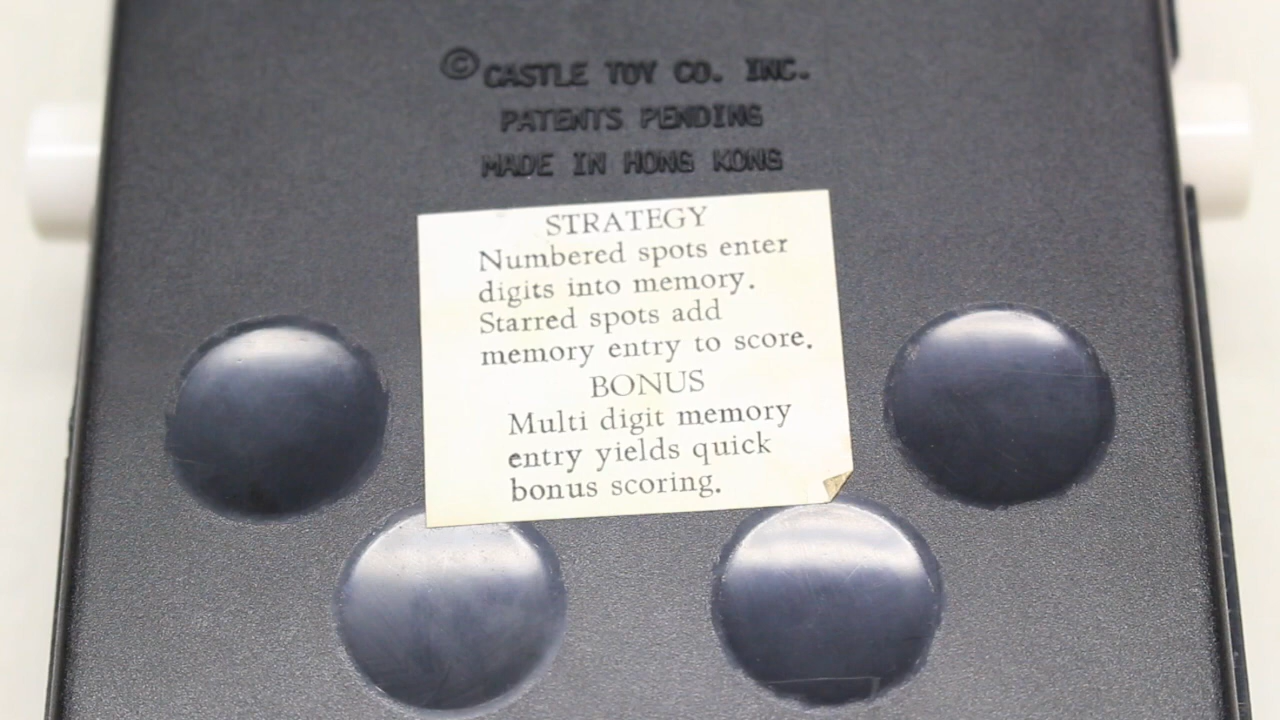 © CASTLE TOY CO. INC.
PATENTS PENDING
MADE IN HONG KONG
STRATEGY
Numbered spots enter
digits into memory.
Starred spots add
memory entry to score.
BONUS
Multi digit memory
entry yields quick
bonus scoring.